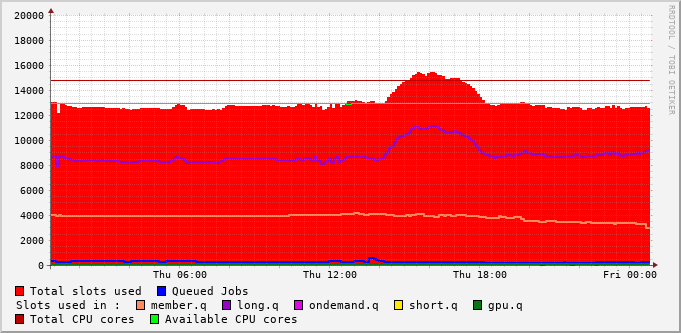 20000
18000
16000
14000
12000
10000
8000
6000
4000
2000
0
Thu 06:00 Thu 12:00 Thu 18:00 Fri 00:00
RRDTOOL / TOBI OETIKER
Total slots used Queued Jobs
Slots used in : member.q long.q ondemand.q short.q gpu.q
Total CPU cores Available CPU cores